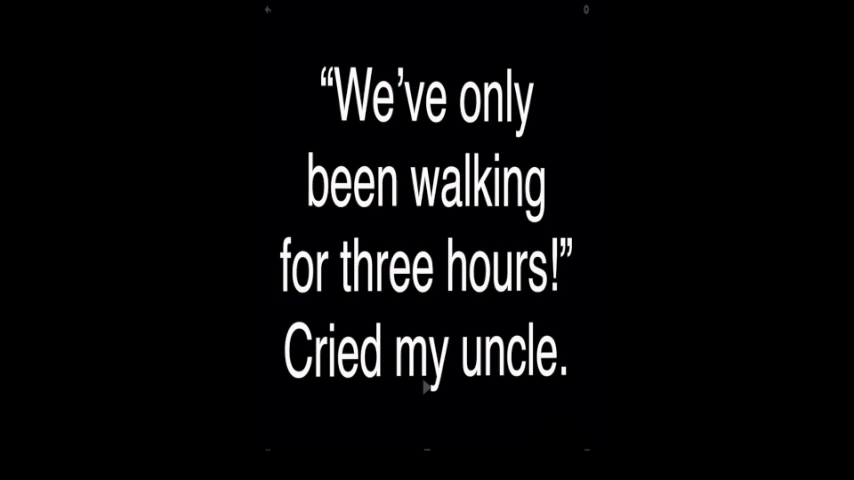 “We’ve only
been walking
for three hours!”
Cried my uncle.